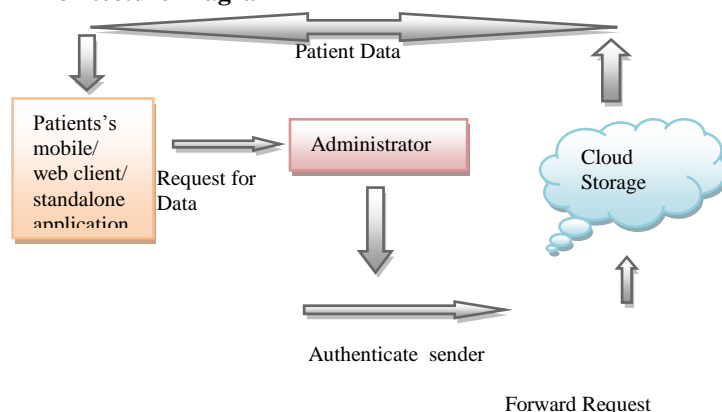 Patient Data
Patients's
mobile/
web client/
standalone
application
Request for
Data
Administrator
Cloud
Storage
Authenticate sender
Forward Request